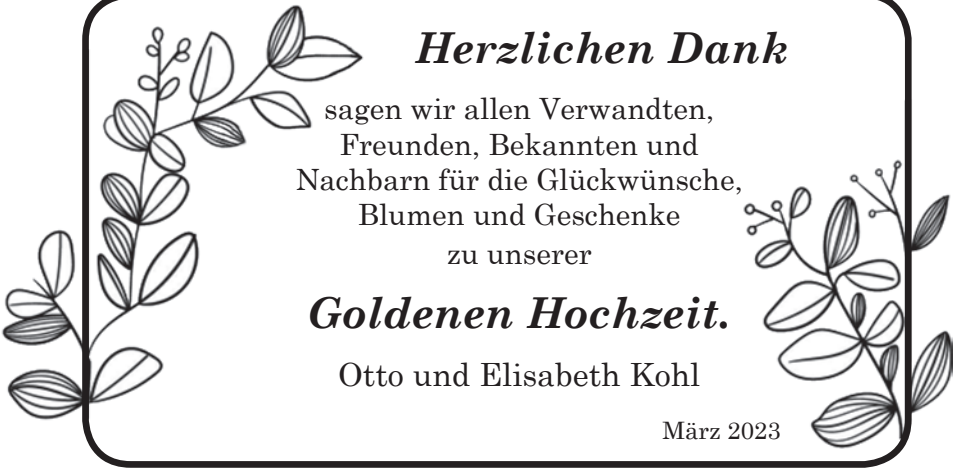 Herzlichen Dank
sagen wir allen Verwandten,
Freunden, Bekannten und
Nachbarn für die Glückwünsche,
Blumen und Geschenke
zu unserer
Goldenen Hochzeit.
Otto und Elisabeth Kohl
März 2023